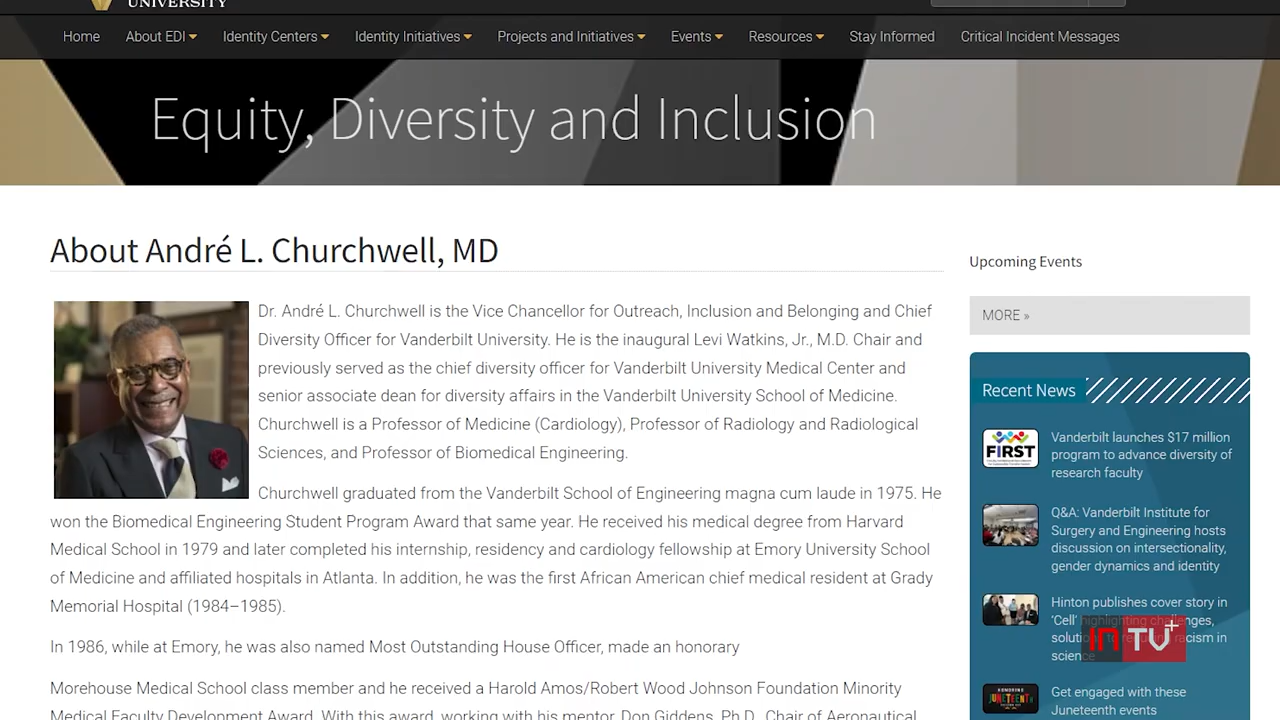 UNIVERSITY
Home About EDI Identity Centers Identity Initiatives Projects and Initiatives Events Resources Stay Informed Critical Incident Messages
Equity, Diversity and Inclusion
About André L. Churchwell, MD
Dr. André L. Churchwell is the Vice Chancellor for Outreach, Inclusion and Belonging and Chief
Diversity Officer for Vanderbilt University. He is the inaugural Levi Watkins, Jr., M.D. Chair and
previously served as the chief diversity officer for Vanderbilt University Medical Center and
senior associate dean for diversity affairs in the Vanderbilt University School of Medicine.
Churchwell is a Professor of Medicine (Cardiology), Professor of Radiology and Radiological
Sciences, and Professor of Biomedical Engineering.
Churchwell graduated from the Vanderbilt School of Engineering magna cum laude in 1975. He
won the Biomedical Engineering Student Program Award that same year. He received his medical degree from Harvard
Medical School in 1979 and later completed his internship, residency and cardiology fellowship at Emory University School
of Medicine and affiliated hospitals in Atlanta. In addition, he was the first African American chief medical resident at Grady
Memorial Hospital (1984–1985).
In 1986, while at Emory, he was also named Most Outstanding House Officer, made an honorary
Morehouse Medical School class member and he received a Harold Amos/Robert Wood Johnson Foundation Minority
Medical Faculty Development Award. With this award, working with his mentor, Don Giddens, Ph.D., Chair of Aeronautical
Upcoming Events
MORE »
Recent News
FIRST
Vanderbilt launches $17 million
program to advance diversity of
research faculty
Q&A: Vanderbilt Institute for
Surgery and Engineering hosts
discussion on intersectionality,
gender dynamics and identity
Hinton publishes cover story in
'Cell' highlighting challenges,
solutions to reducing racism in
science
INTV+
JUNETEENTH
Get engaged with these
Juneteenth events